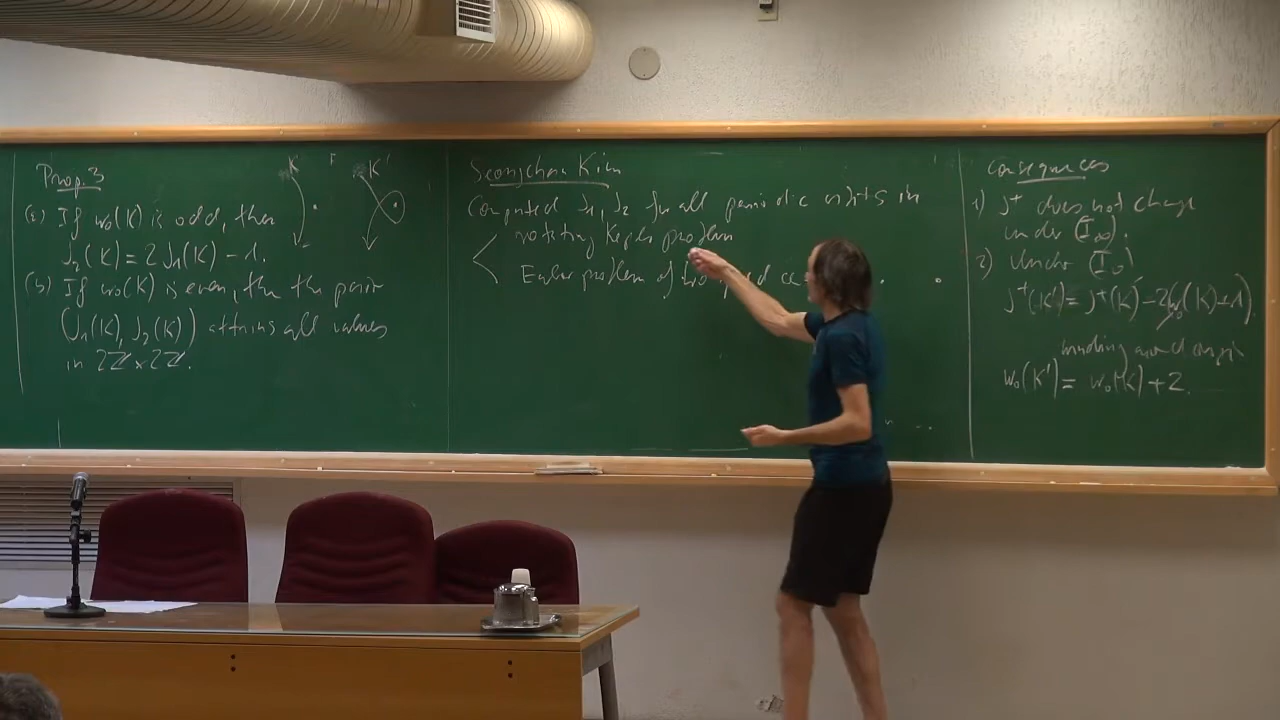 Prop. 3
K F K'
(a) If w₀(K) is odd, then
J₂(K) = 2J₁(K) - 1.
(b) If w₀(K) is even, the the pair
(J₁(K), J₂(K)) attains all values
in 2ℤ×2ℤ.
Seongchan Kim
Computed J₁, J₂ for all periodic orbits in
rotating Kepler problem
Euler problem of two fixed
Consequences
1) J⁺ does not change
under (I∞).
2) Under (I₀)
J⁺(K') = J⁺(K) - 2(w₀(K)+1).
winding around origin
w₀(K') = w₀(K) + 2.